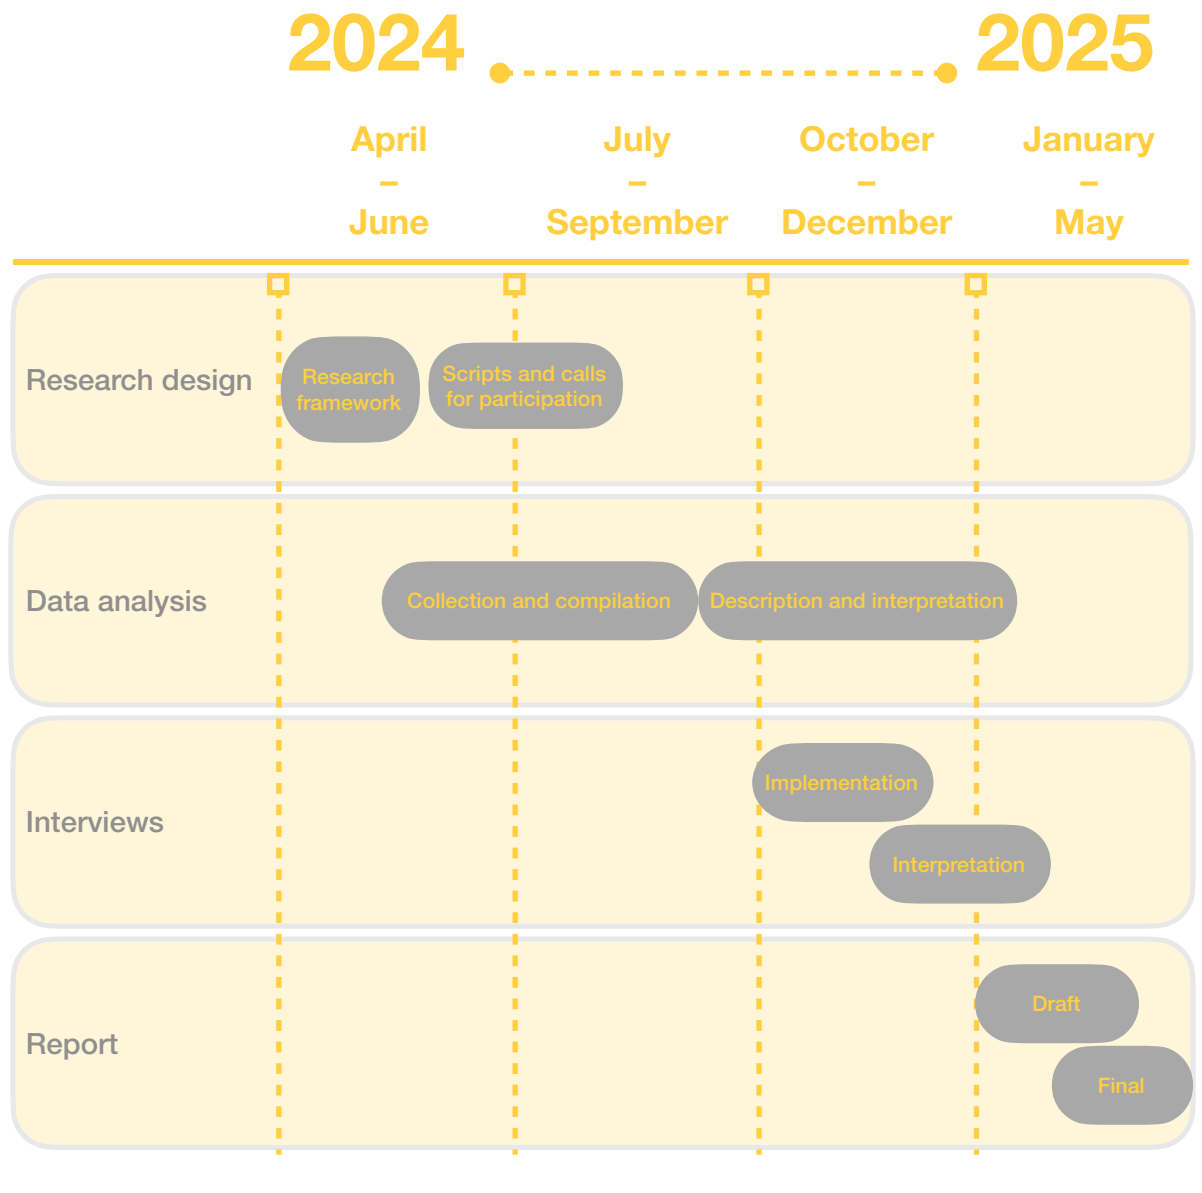 2024
2025
April
–
June
July
–
September
October
–
December
January
–
May
Research design
Research
framework
Scripts and calls
for participation
Data analysis
Collection and compilation
Description and interpretation
Interviews
Implementation
Interpretation
Report
Draft
Final